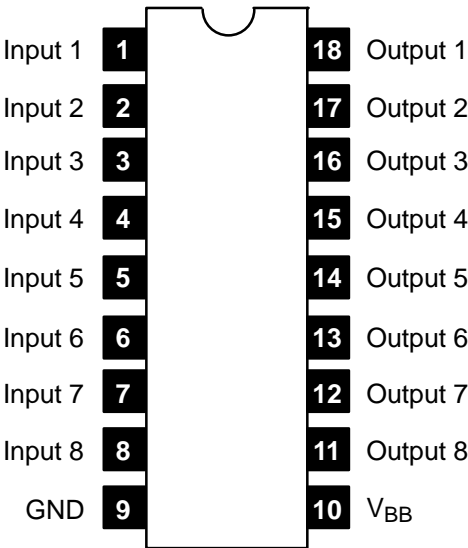 Input 1 1 18 Output 1
Input 2 2 17 Output 2
Input 3 3 16 Output 3
Input 4 4 15 Output 4
Input 5 5 14 Output 5
Input 6 6 13 Output 6
Input 7 7 12 Output 7
Input 8 8 11 Output 8
GND 9 10 VBB